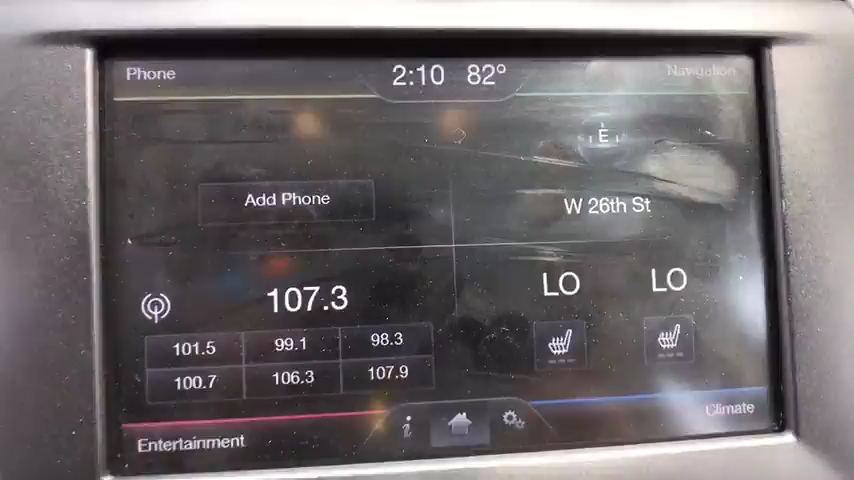 Phone
2:10 82°
Navigation
E
Add Phone
W 26th St
107.3
LO LO
101.5 99.1 98.3
100.7 106.3 107.9
Entertainment
i
Climate